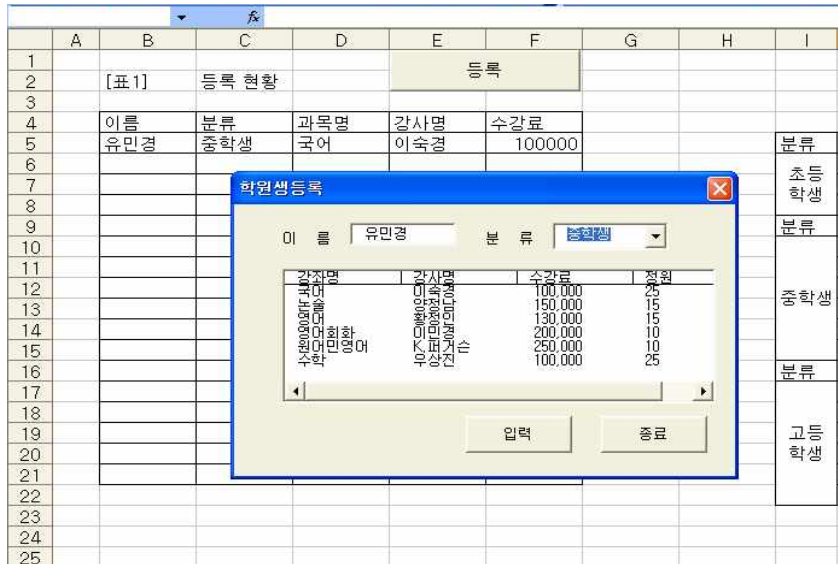 fx
A B C D E F G H I
1
2 [표1] 등록 현황 등록
3
4 이름 분류 과목명 강사명 수강료
5 유민경 중학생 국어 이숙경 100000 분류
6
7 초등
8 학생
9 분류
10
11
12
13 중학생
14
15
16 분류
17
18
19 고등
20 학생
21
22
23
24
25
학원생등록
이 름 유민경 분 류 중학생
강좌명 강사명 수강료 정원
국어 이숙경 100,000 25
논술 양정남 150,000 15
영어 황정민 130,000 15
영어회화 이민경 200,000 10
원어민영어 K,퍼거슨 250,000 10
수학 우상진 100,000 25
입력 종료